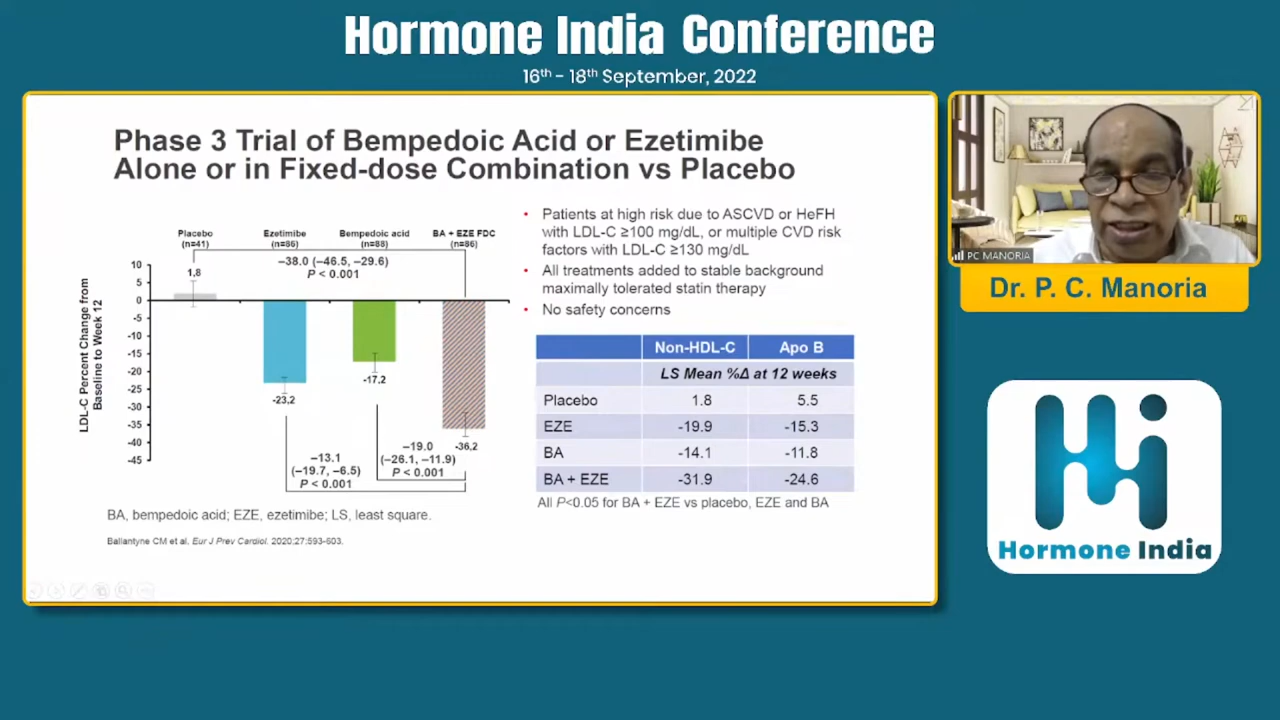 Hormone India Conference
16th - 18th September, 2022
Phase 3 Trial of Bempedoic Acid or Ezetimibe
Alone or in Fixed-dose Combination vs Placebo
Placebo
(n=41)
Ezetimibe
(n=86)
Bempedoic acid
(n=88)
BA + EZE FDC
(n=86)
–38.0 (–46.5, –29.6)
P < 0.001
LDL-C Percent Change from
Baseline to Week 12
10
5
0
-5
-10
-15
-20
-25
-30
-35
-40
-45
1,8
-23,2
-17,2
-36,2
–13.1
(–19.7, –6.5)
P < 0.001
–19.0
(–26.1, –11.9)
P < 0.001
• Patients at high risk due to ASCVD or HeFH
with LDL-C ≥100 mg/dL, or multiple CVD risk
factors with LDL-C ≥130 mg/dL
• All treatments added to stable background
maximally tolerated statin therapy
• No safety concerns
Non-HDL-C Apo B
LS Mean %Δ at 12 weeks
Placebo 1.8 5.5
EZE -19.9 -15.3
BA -14.1 -11.8
BA + EZE -31.9 -24.6
All P<0.05 for BA + EZE vs placebo, EZE and BA
BA, bempedoic acid; EZE, ezetimibe; LS, least square.
Ballantyne CM et al. Eur J Prev Cardiol. 2020;27:593-603.
PC MANORIA
Dr. P. C. Manoria
Hormone India